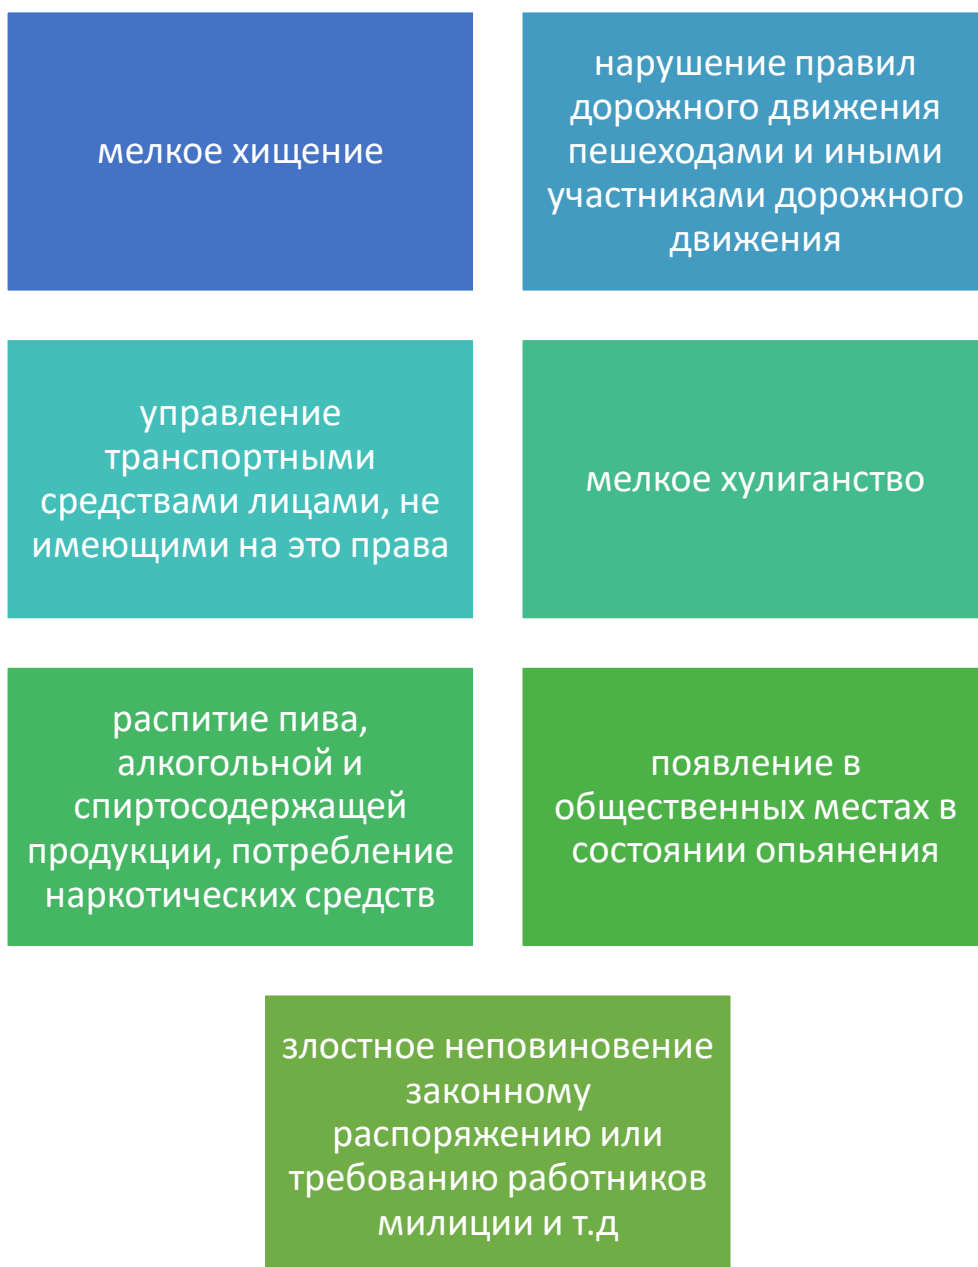 мелкое хищение
нарушение правил
дорожного движения
пешеходами и иными
участниками дорожного
движения
управление
транспортными
средствами лицами, не
имеющими на это права
мелкое хулиганство
распитие пива,
алкогольной и
спиртосодержащей
продукции, потребление
наркотических средств
появление в
общественных местах в
состоянии опьянения
злостное неповиновение
законному
распоряжению или
требованию работников
милиции и т.д